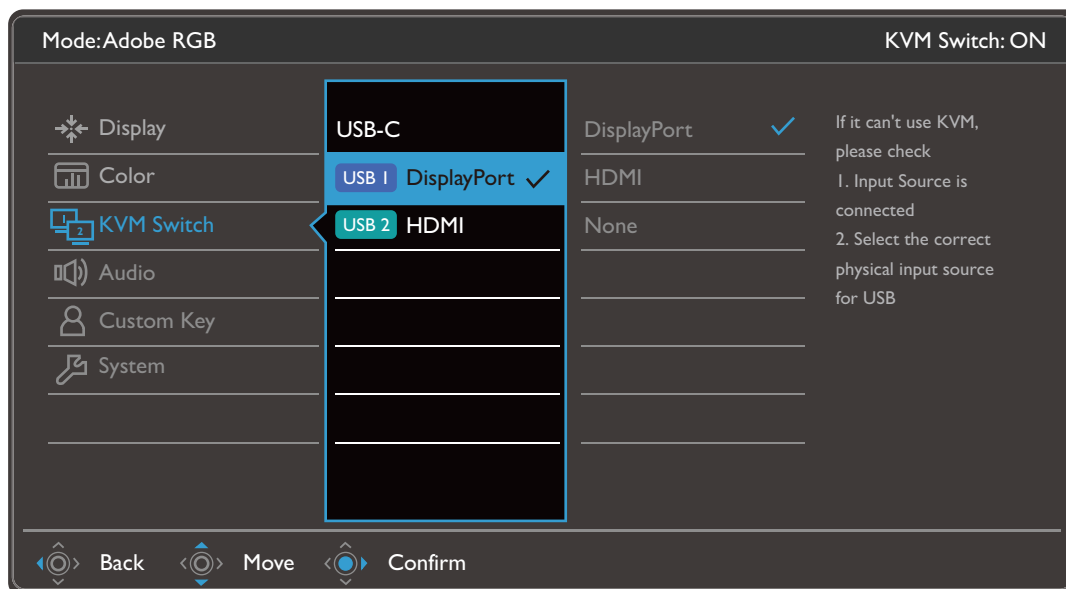 Mode:Adobe RGB
KVM Switch: ON
Display
Color
1 2 KVM Switch
Audio
Custom Key
System
USB-C
USB 1 DisplayPort
USB 2 HDMI
DisplayPort
HDMI
None
If it can't use KVM,
please check
1. Input Source is
connected
2. Select the correct
physical input source
for USB
Back
Move
Confirm